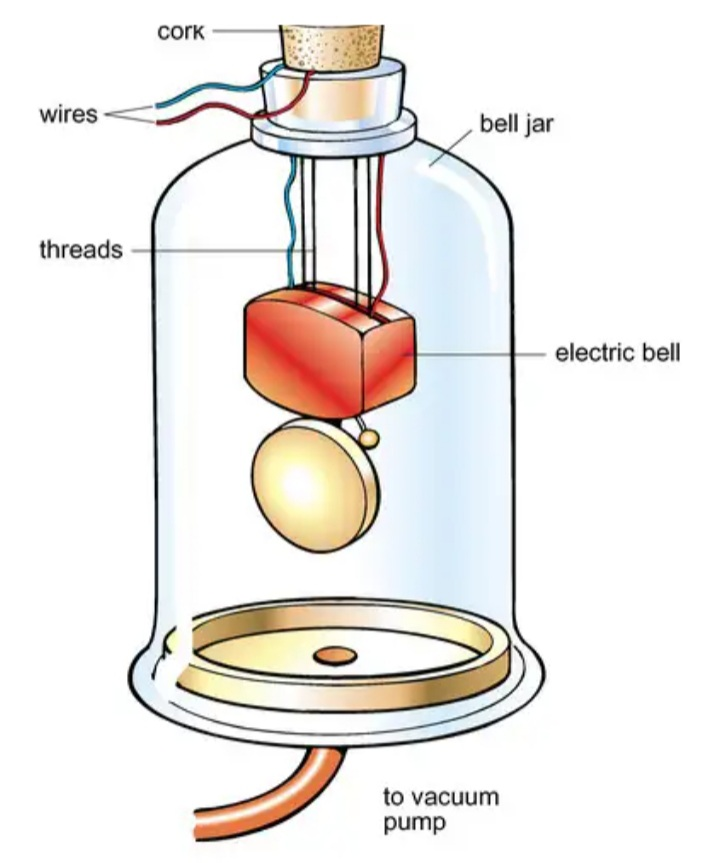 cork
wires
bell jar
threads
electric bell
to vacuum
pump